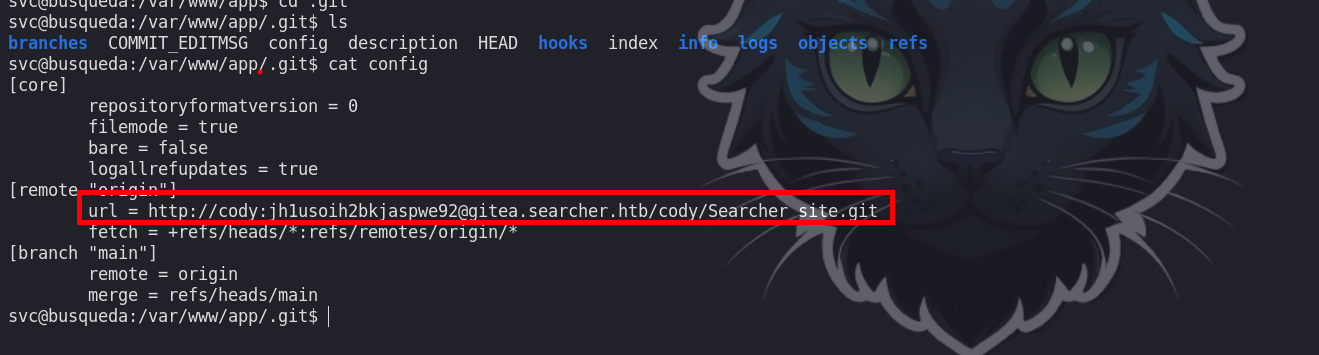 svc@busqueda:/var/www/app$ cd .git
svc@busqueda:/var/www/app/.git$ ls
branches  COMMIT_EDITMSG  config  description  HEAD  hooks  index  info  logs  objects  refs
svc@busqueda:/var/www/app/.git$ cat config
[core]
        repositoryformatversion = 0
        filemode = true
        bare = false
        logallrefupdates = true
[remote "origin"]
        url = http://cody:jh1usoih2bkjaspwe92@gitea.searcher.htb/cody/Searcher_site.git
        fetch = +refs/heads/*:refs/remotes/origin/*
[branch "main"]
        remote = origin
        merge = refs/heads/main
svc@busqueda:/var/www/app/.git$